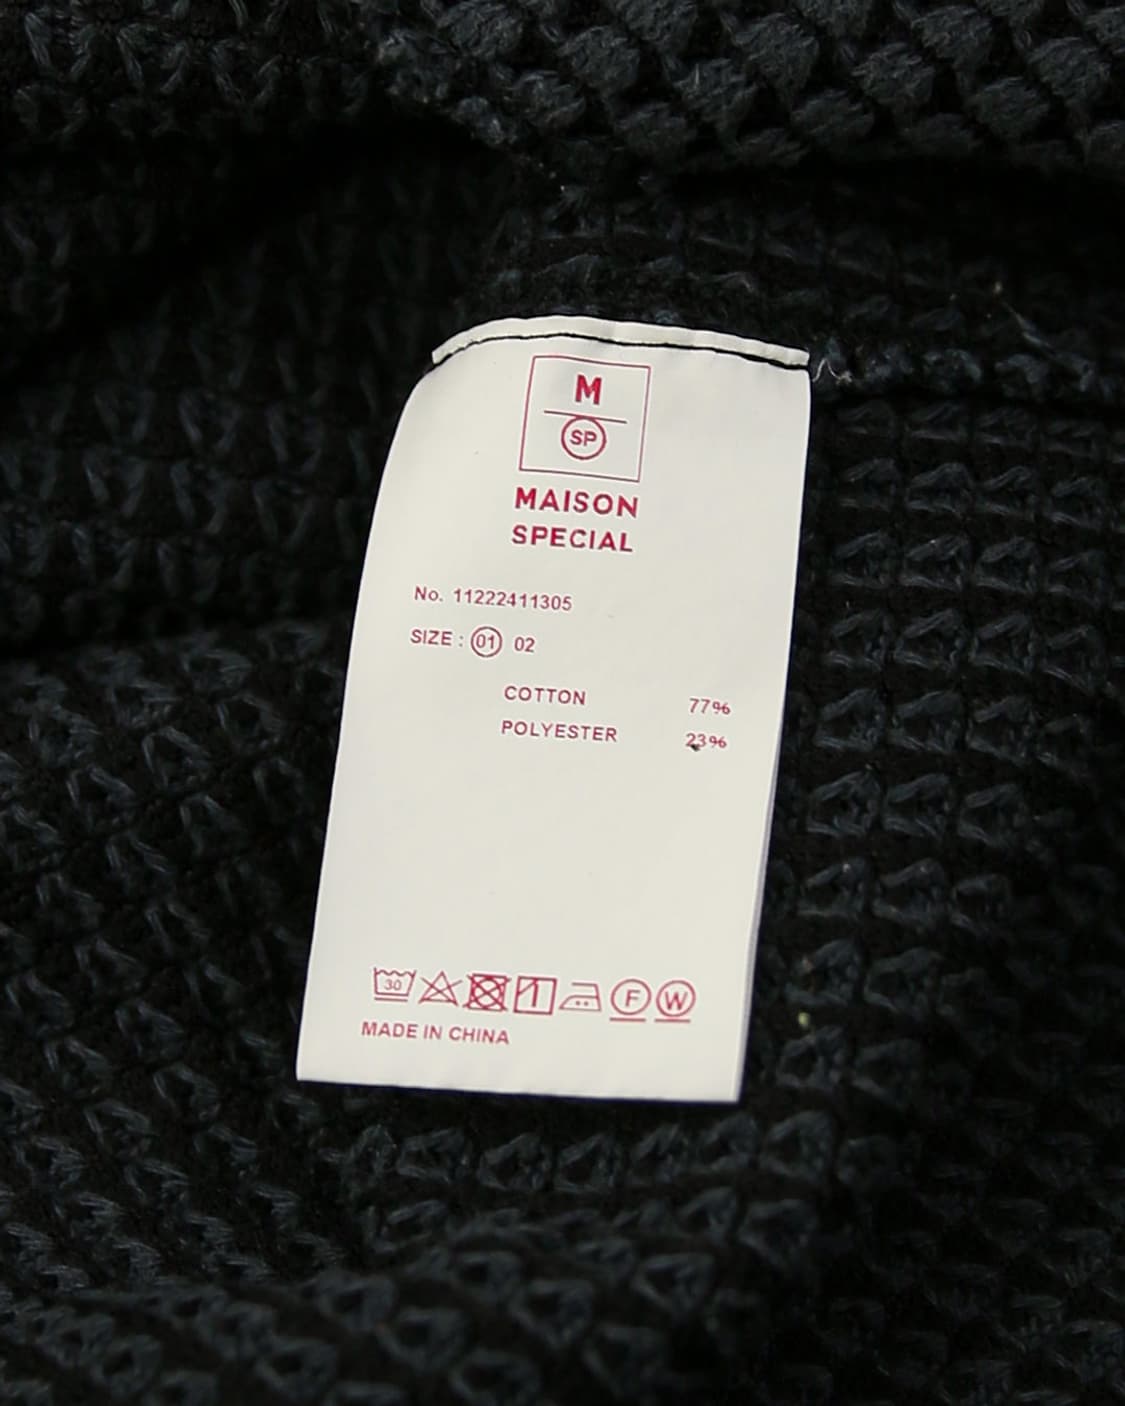 M
SP
MAISON
SPECIAL
No. 11222411305
SIZE : 01 02
COTTON 77%
POLYESTER 23%
30
F W
MADE IN CHINA